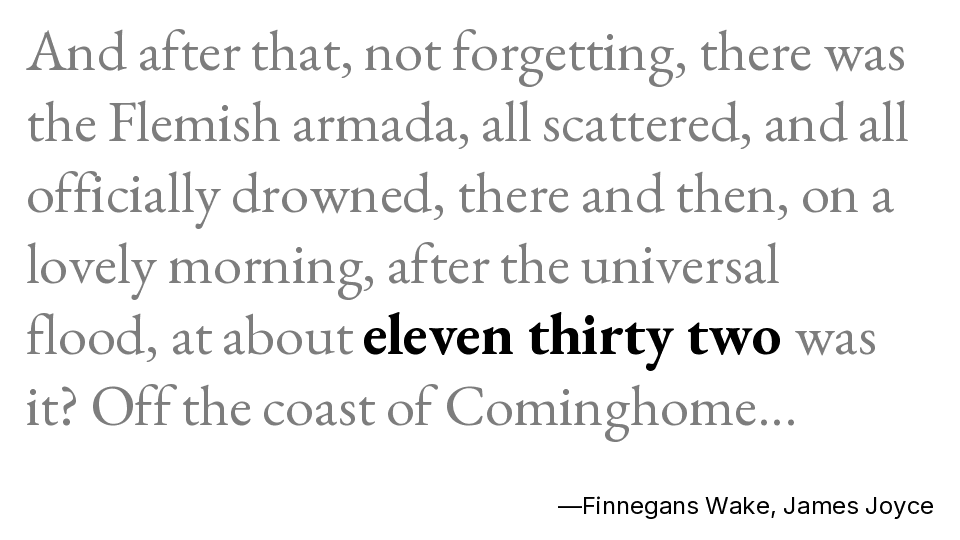 And after that, not forgetting, there was
the Flemish armada, all scattered, and all
officially drowned, there and then, on a
lovely morning, after the universal
flood, at about eleven thirty two was
it? Off the coast of Cominghome...
—Finnegans Wake, James Joyce